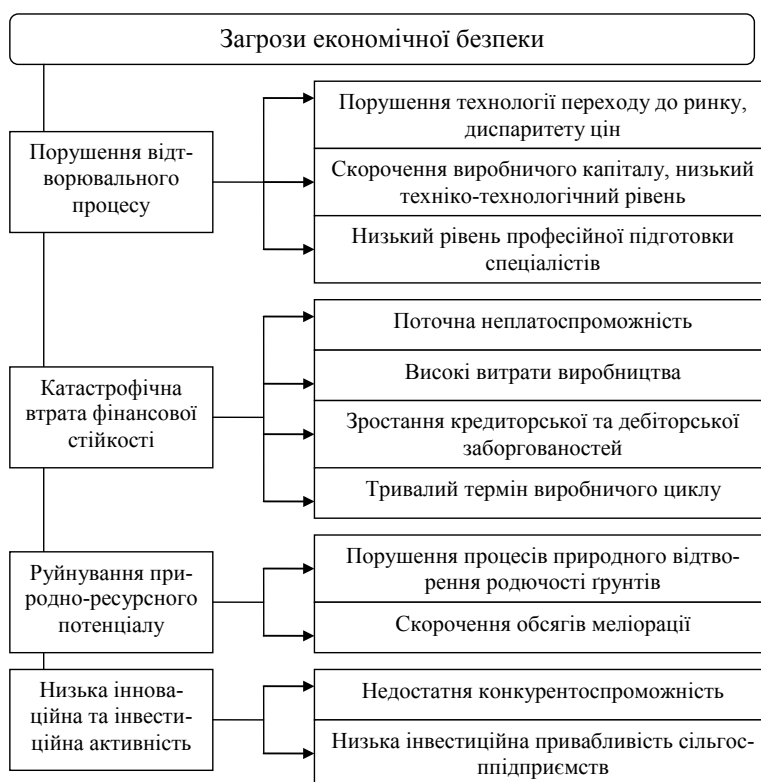 Загрози економічної безпеки
Порушення відт-
ворювального
процесу
Порушення технології переходу до ринку,
диспаритету цін
Скорочення виробничого капіталу, низький
техніко-технологічний рівень
Низький рівень професійної підготовки
спеціалістів
Катастрофічна
втрата фінансової
стійкості
Поточна неплатоспроможність
Високі витрати виробництва
Зростання кредиторської та дебіторської
заборгованостей
Тривалий термін виробничого циклу
Руйнування при-
родно-ресурсного
потенціалу
Порушення процесів природного відтво-
рення родючості ґрунтів
Скорочення обсягів меліорації
Низька іннова-
ційна та інвести-
ційна активність
Недостатня конкурентоспроможність
Низька інвестиційна привабливість сільгос-
ппідприємств